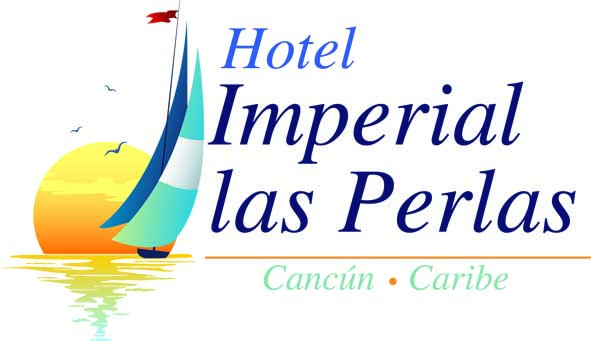 Hotel
Imperial
las Perlas
Cancún • Caribe